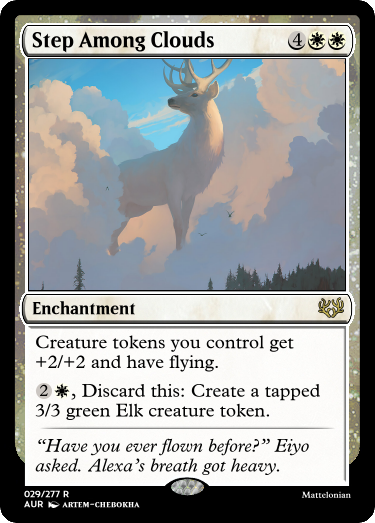 Step Among Clouds 4
Enchantment
Creature tokens you control get
+2/+2 and have flying.
2, Discard this: Create a tapped
3/3 green Elk creature token.
“Have you ever flown before?” Eiyo
asked. Alexa’s breath got heavy.
029/277 R Mattelonian
AUR ARTEM-CHEBOKHA